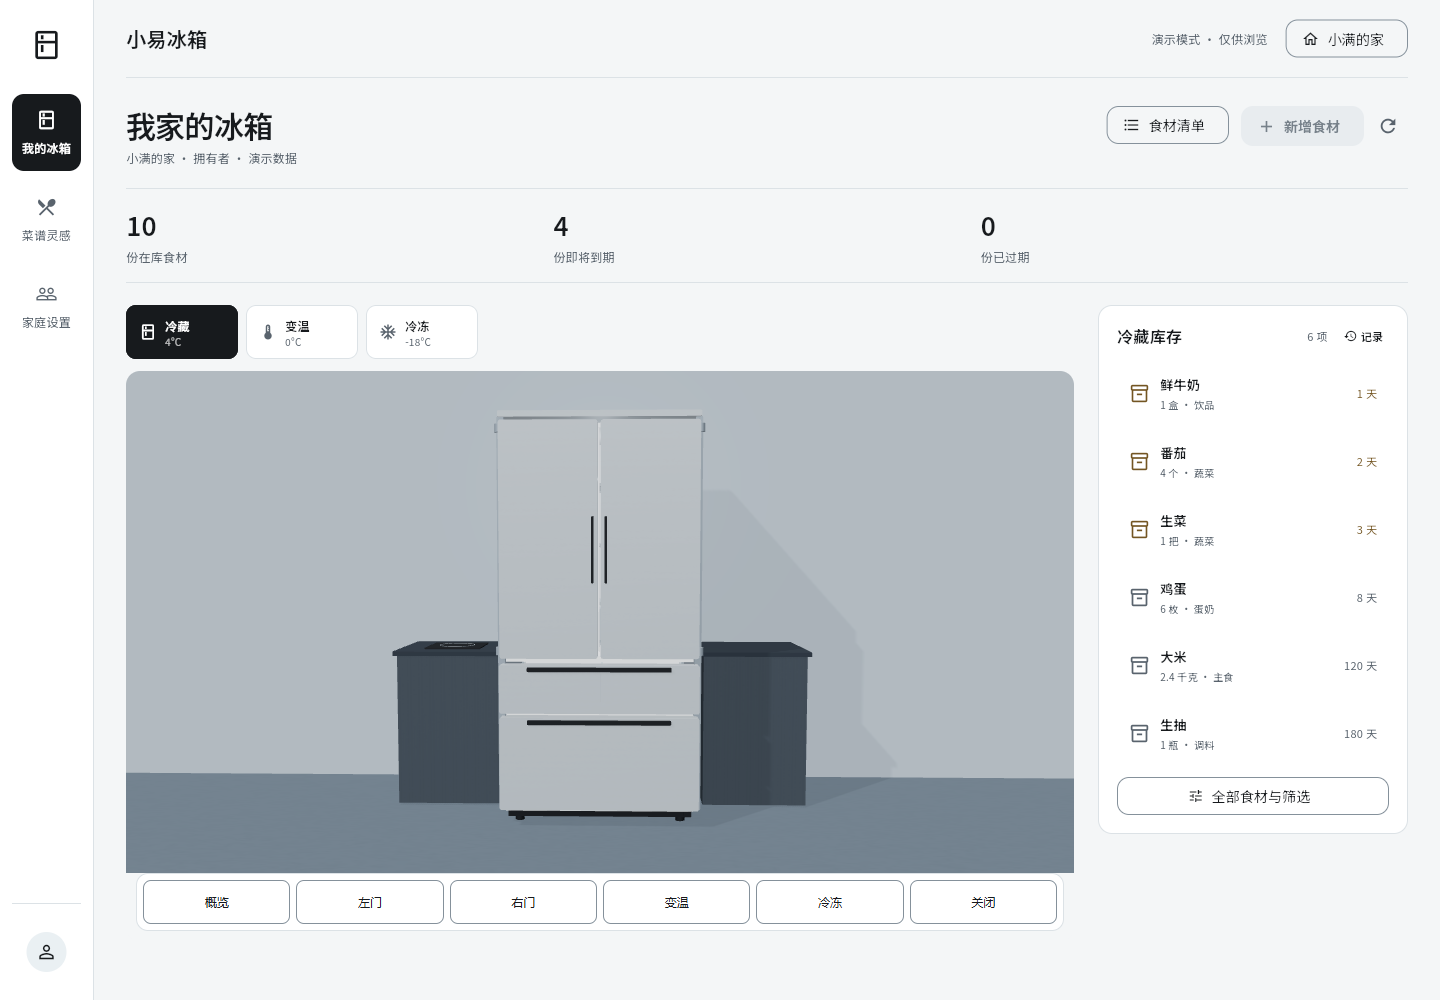 小易冰箱
演示模式 · 仅供浏览
小满的家
我的冰箱
菜谱灵感
家庭设置
我家的冰箱
小满的家 · 拥有者 · 演示数据
食材清单
新增食材
10
份在库食材
4
份即将到期
0
份已过期
冷藏
4°C
变温
0°C
冷冻
-18°C
概览
左门
右门
变温
冷冻
关闭
冷藏库存
6 项
记录
鲜牛奶
1 盒 · 饮品
1 天
番茄
4 个 · 蔬菜
2 天
生菜
1 把 · 蔬菜
3 天
鸡蛋
6 枚 · 蛋奶
8 天
大米
2.4 千克 · 主食
120 天
生抽
1 瓶 · 调料
180 天
全部食材与筛选